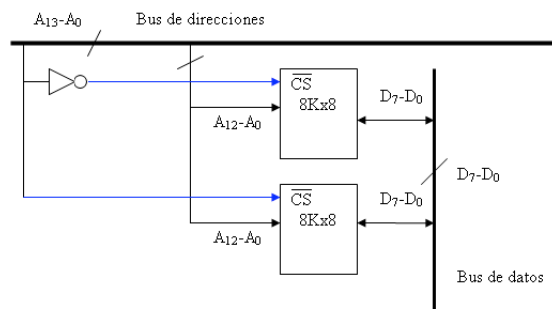 A13-A0
Bus de direcciones
CS
8Kx8
D7-D0
A12-A0
D7-D0
CS
8Kx8
D7-D0
A12-A0
Bus de datos